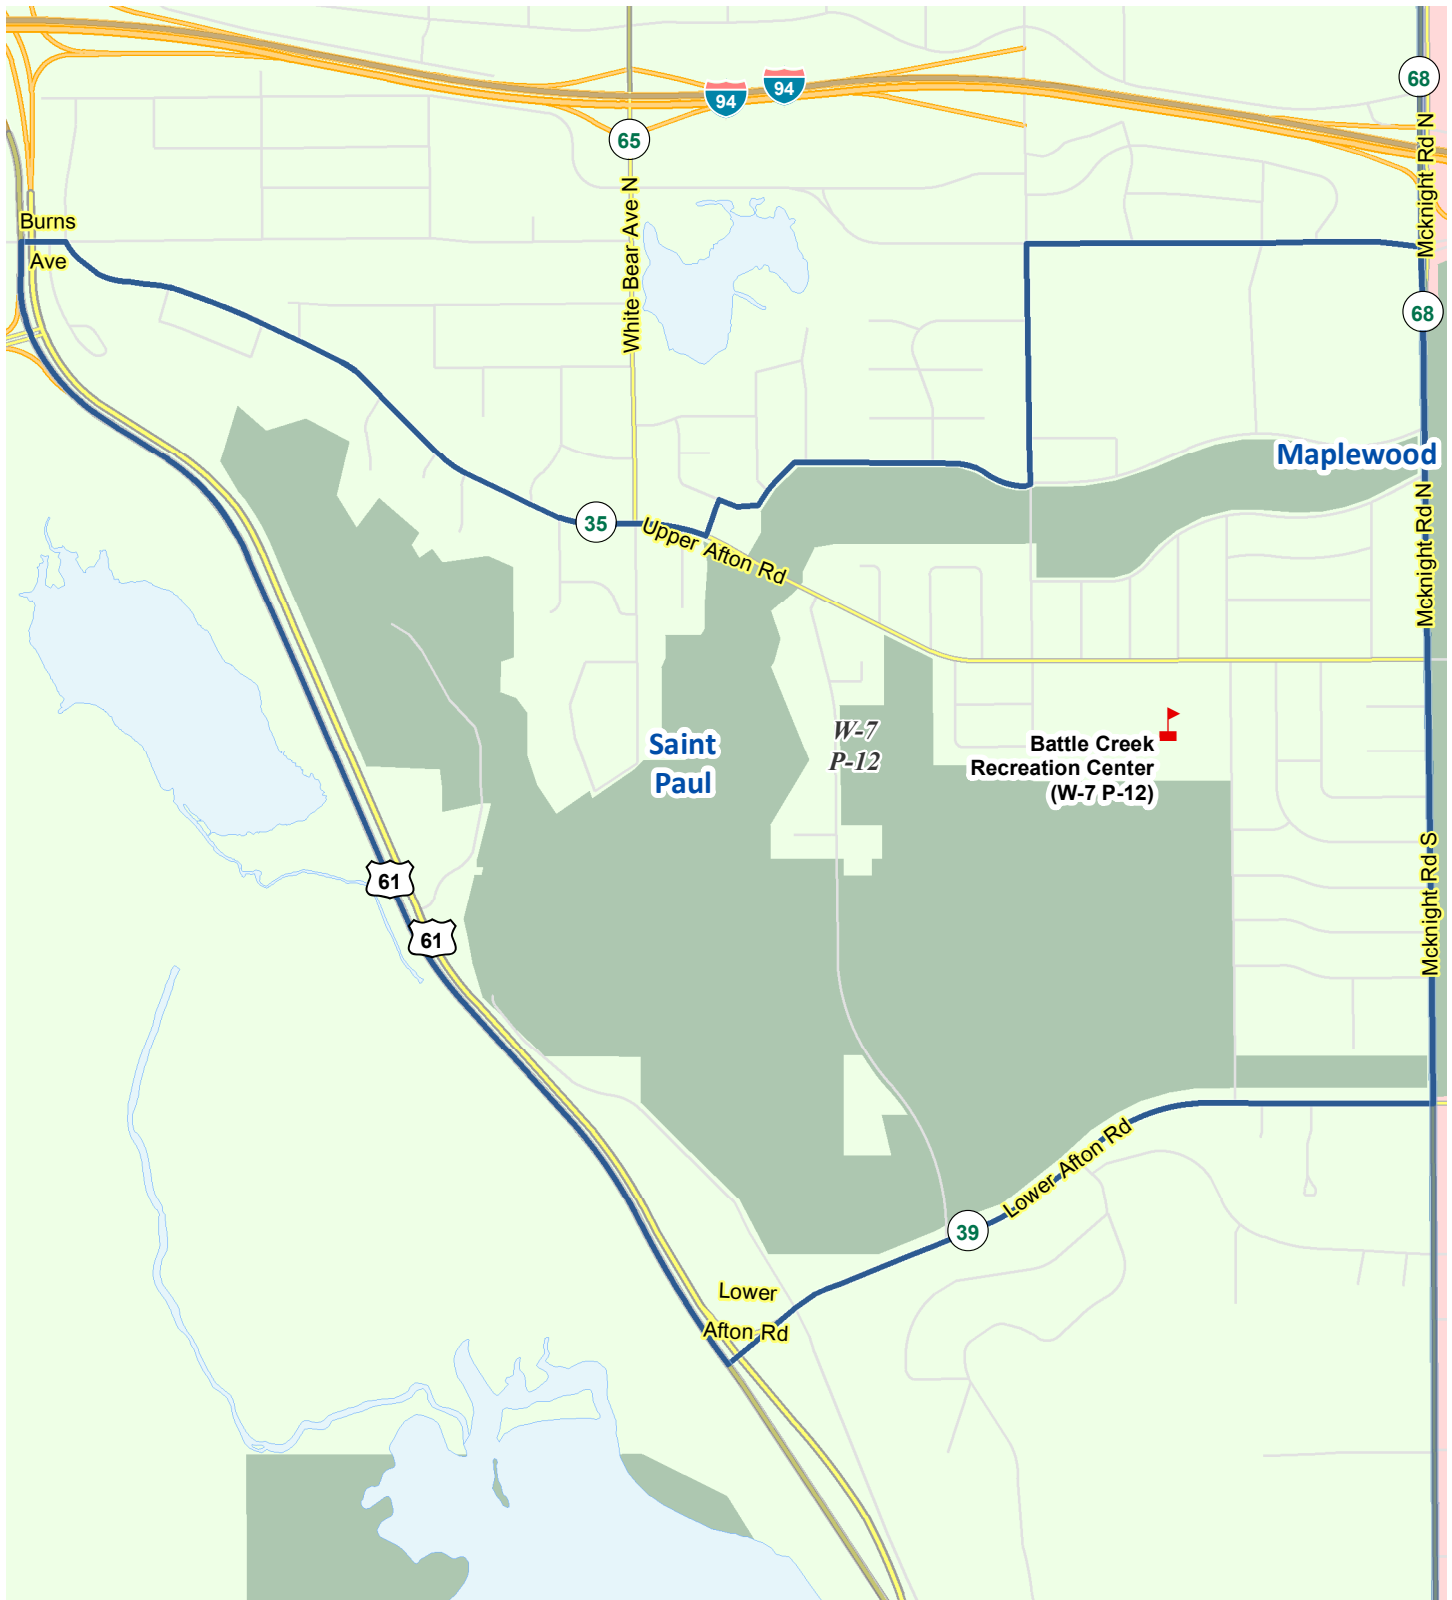 94
94
68
65
Mcknight Rd N
White Bear Ave N
Burns
Ave
68
Maplewood
35
Upper Afton Rd
Mcknight Rd N
W-7
P-12
Saint
Paul
Battle Creek
Recreation Center
(W-7 P-12)
61
61
Mcknight Rd S
Lower Afton Rd
39
Lower
Afton Rd